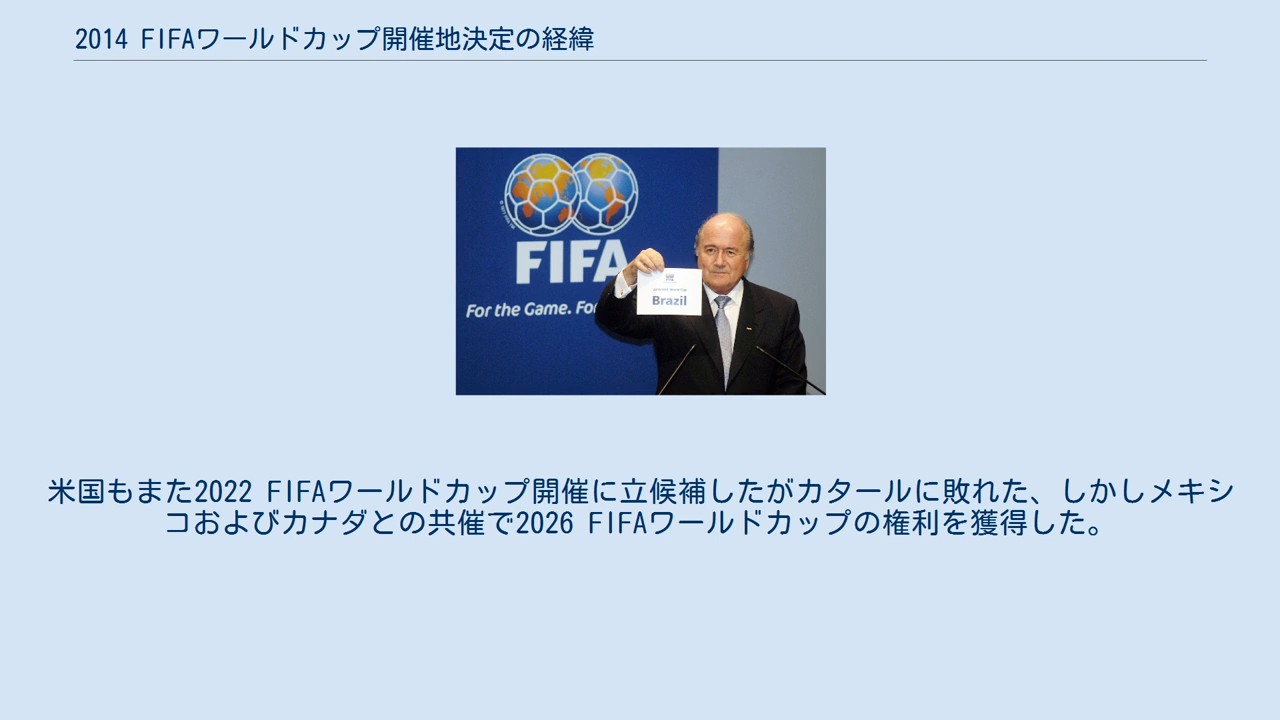 2014 FIFAワールドカップ開催地決定の経緯
FIFA
For the Game. For
Brazil
米国もまた2022 FIFAワールドカップ開催に立候補したがカタールに敗れた、しかしメキシ
コおよびカナダとの共催で2026 FIFAワールドカップの権利を獲得した。